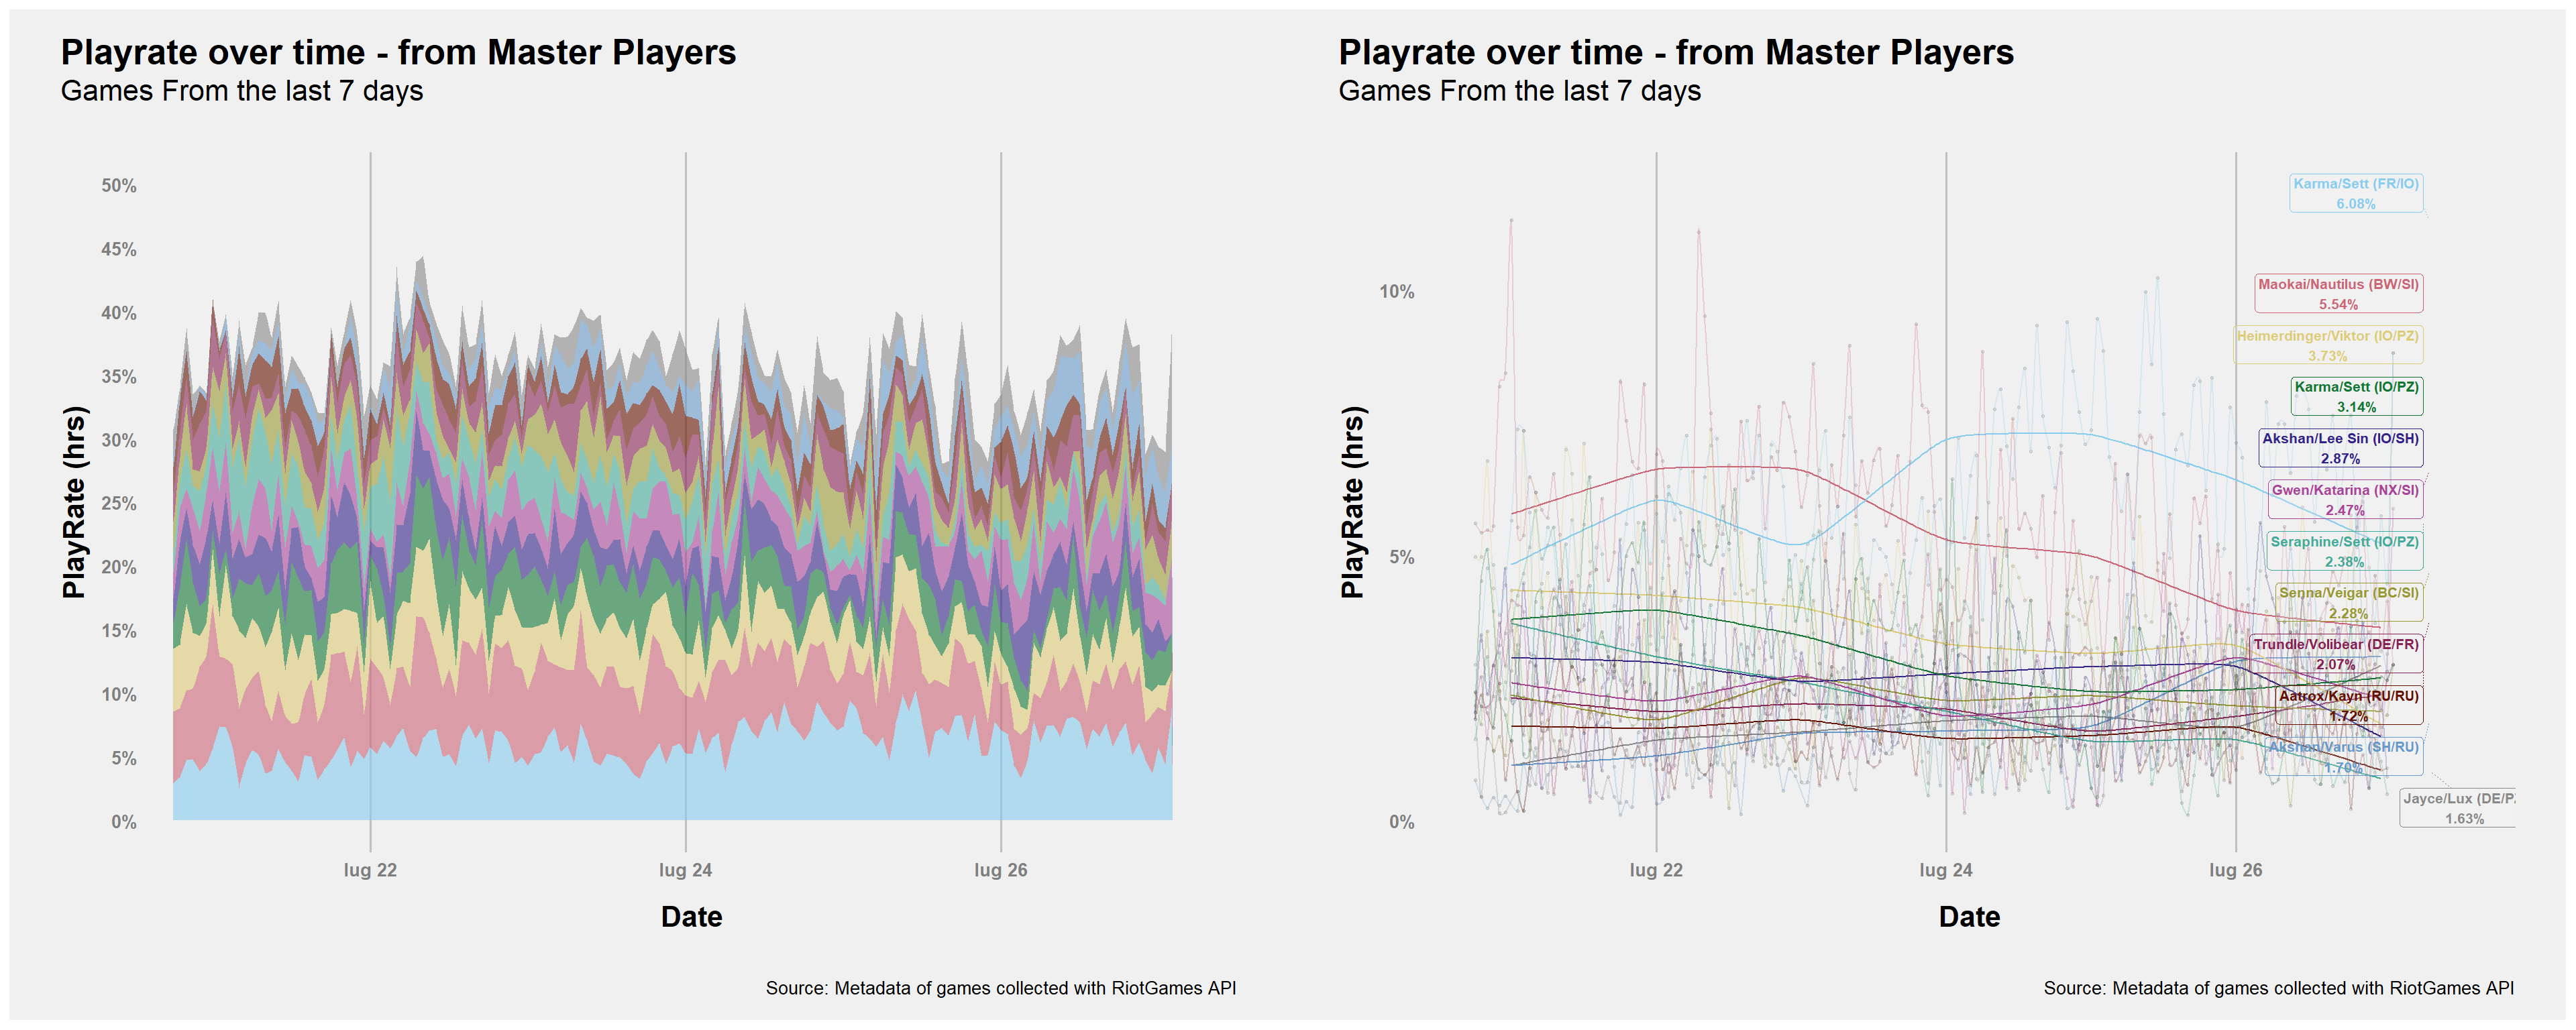 Playrate over time - from Master Players
Games From the last 7 days
PlayRate (hrs)
50%
45%
40%
35%
30%
25%
20%
15%
10%
5%
0%
lug 22
lug 24
lug 26
Date
Source: Metadata of games collected with RiotGames API
Playrate over time - from Master Players
Games From the last 7 days
PlayRate (hrs)
10%
5%
0%
Karma/Sett (FR/IO)
6.08%
Maokai/Nautilus (BW/SI)
5.54%
Heimerdinger/Viktor (IO/PZ)
3.73%
Karma/Sett (IO/PZ)
3.14%
Akshan/Lee Sin (IO/SH)
2.87%
Gwen/Katarina (NX/SI)
2.47%
Seraphine/Sett (IO/PZ)
2.38%
Senna/Veigar (BC/SI)
2.28%
Trundle/Volibear (DE/FR)
2.07%
Aatrox/Kayn (RU/RU)
1.72%
Akshan/Varus (SH/RU)
1.70%
Jayce/Lux (DE/P
1.63%
lug 22
lug 24
lug 26
Date
Source: Metadata of games collected with RiotGames API